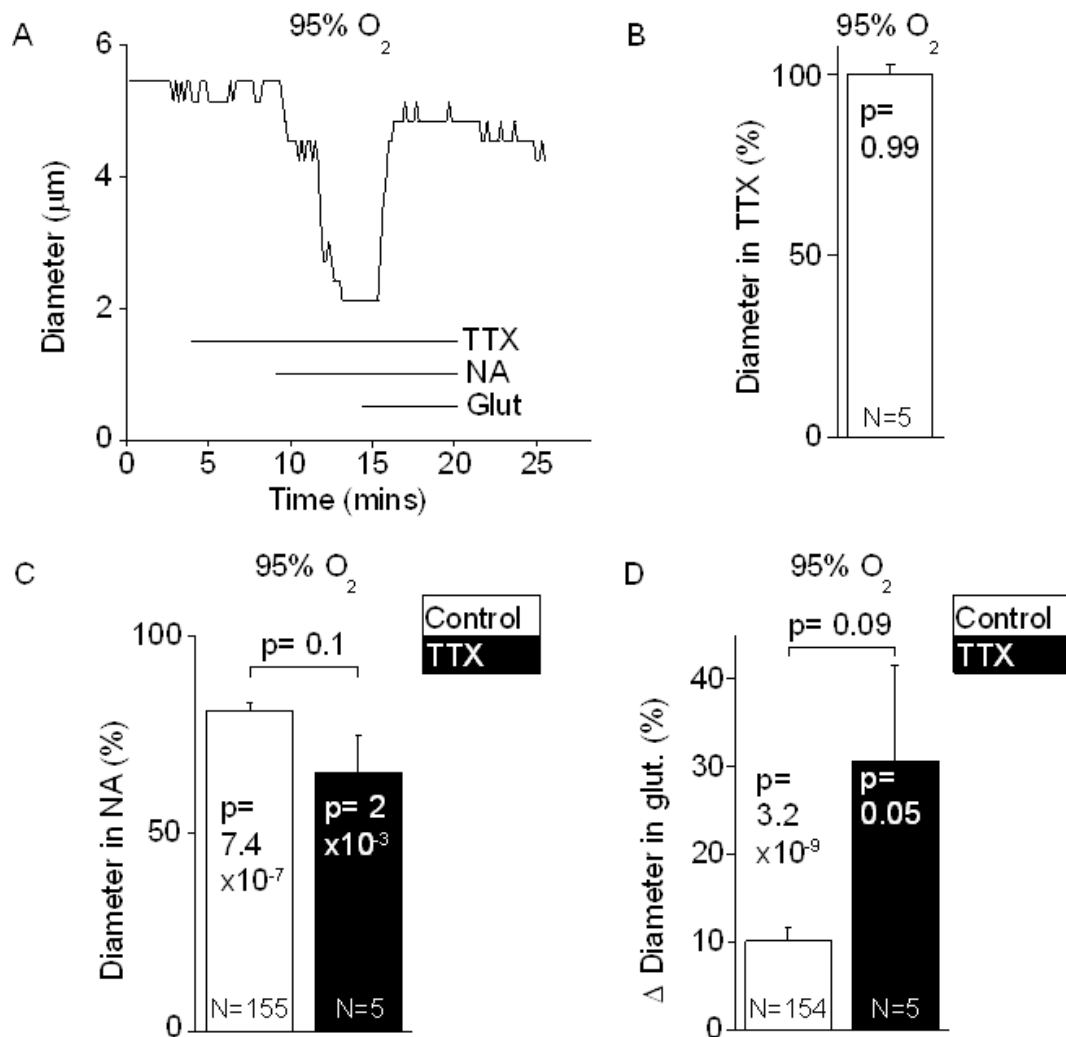 A
95% O2
6
4
2
0
Diameter (μm)
TTX
NA
Glut
0 5 10 15 20 25
Time (mins)
B
95% O2
100
50
0
Diameter in TTX (%)
p=
0.99
N=5
C
95% O2
Control
TTX
100
50
0
Diameter in NA (%)
p= 0.1
p=
7.4
x10-7
N=155
p= 2
x10-3
N=5
D
95% O2
Control
TTX
40
30
20
10
0
Δ Diameter in glut. (%)
p= 0.09
p=
3.2
x10-9
N=154
p=
0.05
N=5